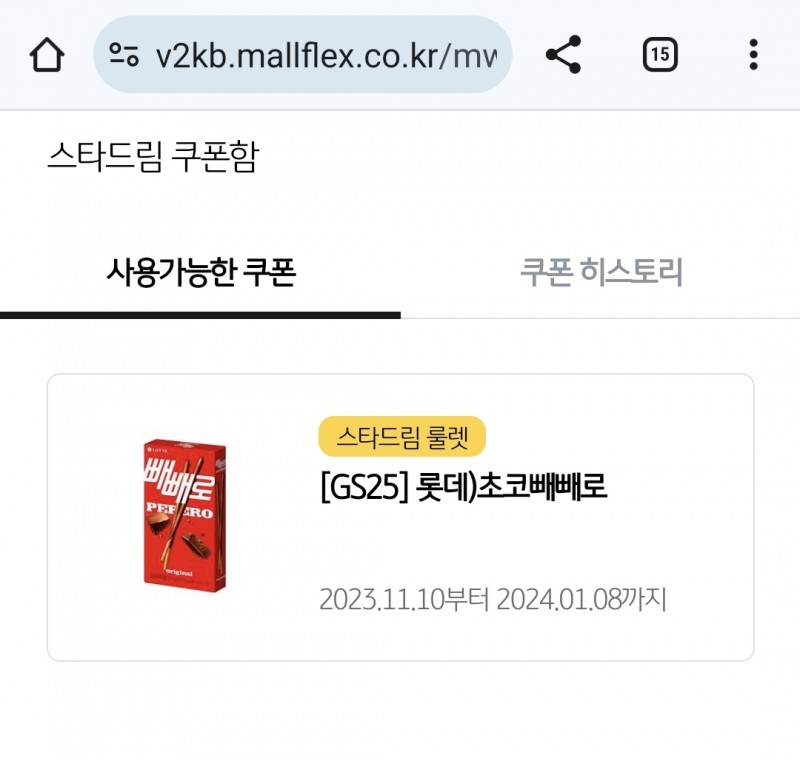 v2kb.mallflex.co.kr/mw
15
스타드림 쿠폰함
사용가능한 쿠폰
쿠폰 히스토리
스타드림 룰렛
[GS25] 롯데)초코빼빼로
2023.11.10부터 2024.01.08까지
LOTTE
빼빼로
PEPERO
original